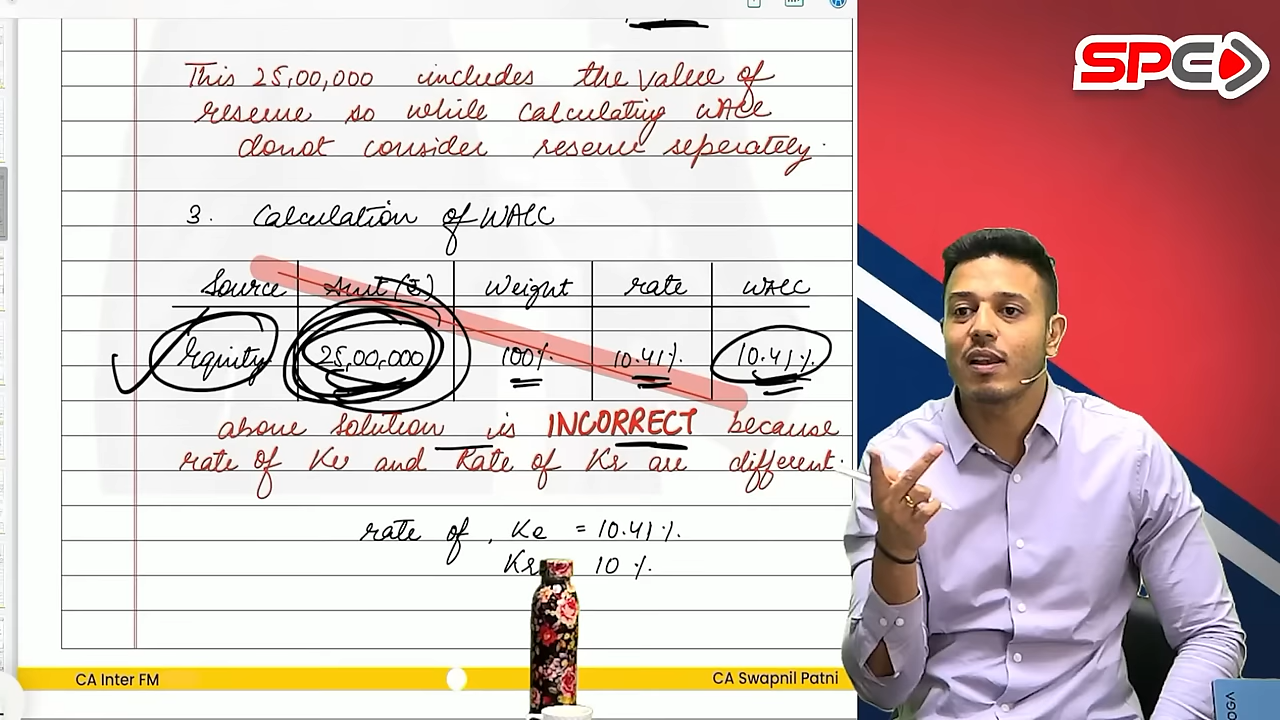 SPC
This 25,00,000 includes the value of
reserve so while calculating WACC
donot consider reserve seperately.
3. Calculation of WACC
Source Amt (₹) Weight rate WACC
Equity 25,00,000 100% 10.41% 10.41%
above solution is INCORRECT because
rate of Ke and Rate of Kr are different.
rate of, Ke = 10.41%.
Kr 10%.
CA Inter FM
CA Swapnil Patni